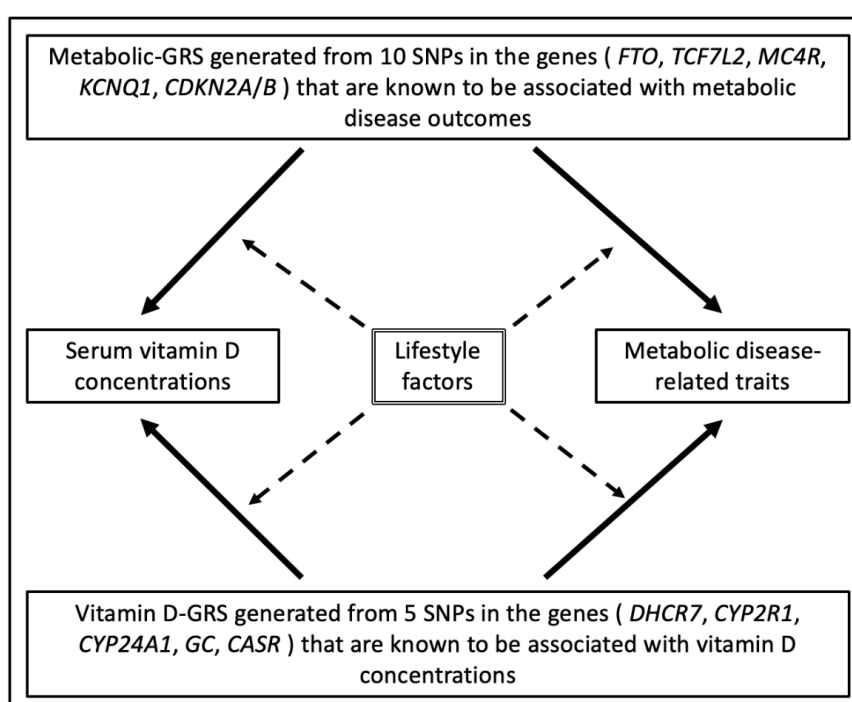 Metabolic-GRS generated from 10 SNPs in the genes ( FTO, TCF7L2, MC4R,
KCNQ1, CDKN2A/B ) that are known to be associated with metabolic
disease outcomes
Serum vitamin D
concentrations
Lifestyle
factors
Metabolic disease-
related traits
Vitamin D-GRS generated from 5 SNPs in the genes ( DHCR7, CYP2R1,
CYP24A1, GC, CASR ) that are known to be associated with vitamin D
concentrations